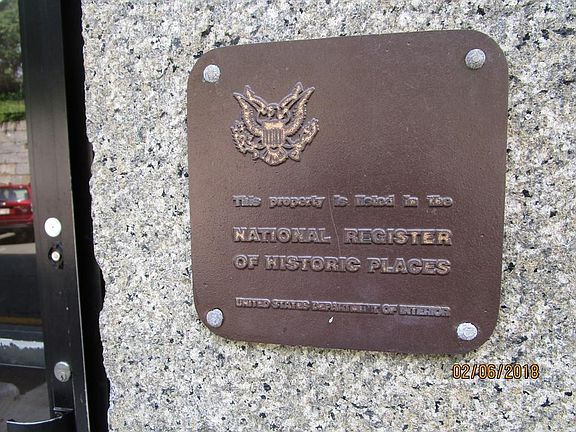 This property is listed in the
NATIONAL REGISTER
OF HISTORIC PLACES
UNITED STATES DEPARTMENT OF INTERIOR
02/06/2018